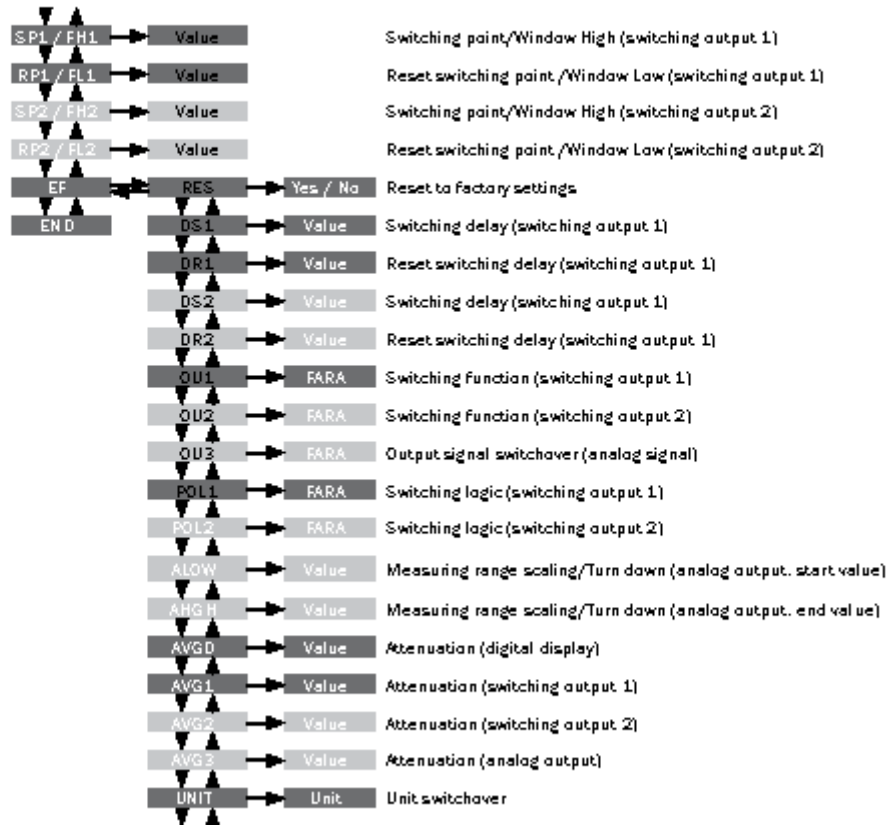 SP1 / FH1 Value Switching point/Window High (switching output 1)
RP1 / FL1 Value Reset switching point /Window Low (switching output 1)
SP2 / FH2 Value Switching point/Window High (switching output 2)
RP2 / FL2 Value Reset switching point /Window Low (switching output 2)
EF RES Yes / No Reset to factory settings
END DS1 Value Switching delay (switching output 1)
DR1 Value Reset switching delay (switching output 1)
DS2 Value Switching delay (switching output 1)
DR2 Value Reset switching delay (switching output 1)
OU1 PARA Switching function (switching output 1)
OU2 PARA Switching function (switching output 2)
OU3 PARA Output signal switchover (analog signal)
POL1 PARA Switching logic (switching output 1)
POL2 PARA Switching logic (switching output 2)
ALOW Value Measuring range scaling/Turn down (analog output, start value)
AHGH Value Measuring range scaling/Turn down (analog output, end value)
AVGD Value Attenuation (digital display)
AVG1 Value Attenuation (switching output 1)
AVG2 Value Attenuation (switching output 2)
AVG3 Value Attenuation (analog output)
UNIT Unit Unit switchover